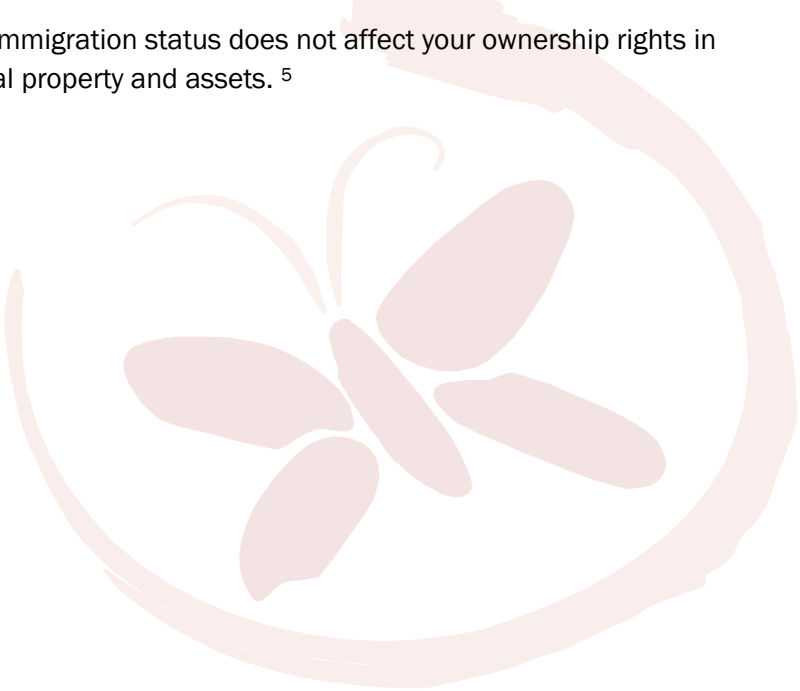 mmigration status does not affect your ownership rights in
al property and assets. 5